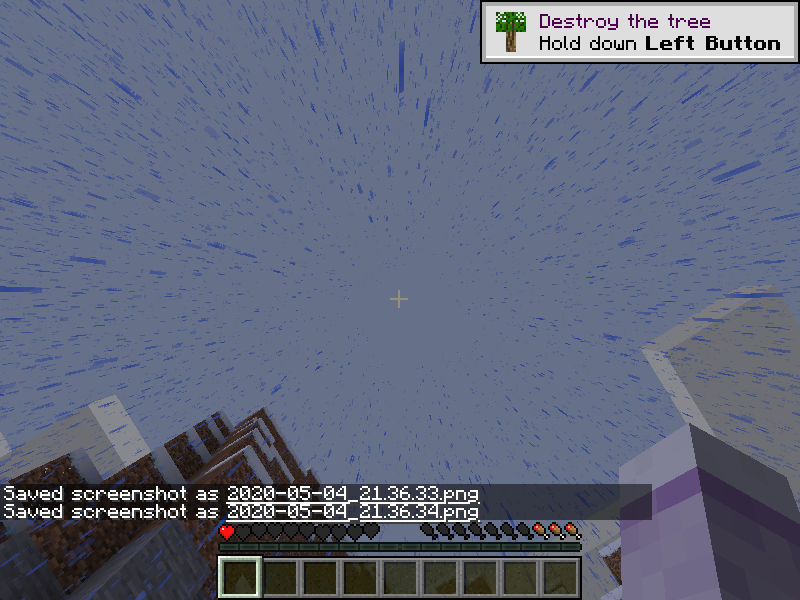 Destroy the tree
Hold down Left Button
Saved screenshot as 2020-05-04_21.36.33.png
Saved screenshot as 2020-05-04_21.36.34.png